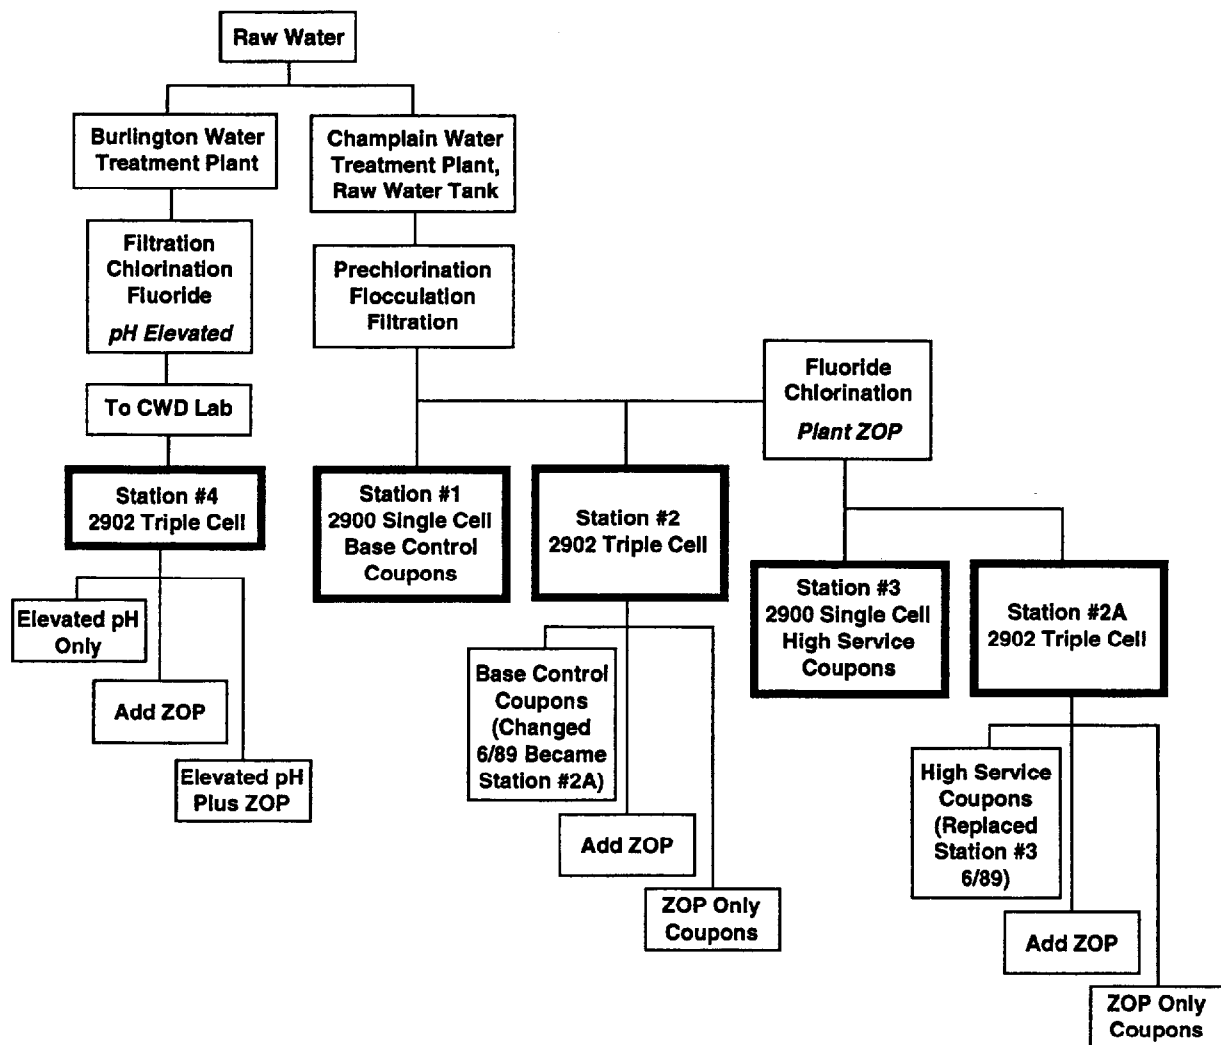 Raw Water
Burlington Water
Treatment Plant
Champlain Water
Treatment Plant,
Raw Water Tank
Filtration
Chlorination
Fluoride
pH Elevated
Prechlorination
Flocculation
Filtration
Fluoride
Chlorination
Plant ZOP
To CWD Lab
Station #4
2902 Triple Cell
Station #1
2900 Single Cell
Base Control
Coupons
Station #2
2902 Triple Cell
Station #3
2900 Single Cell
High Service
Coupons
Station #2A
2902 Triple Cell
Elevated pH
Only
Add ZOP
Elevated pH
Plus ZOP
Base Control
Coupons
(Changed
6/89 Became
Station #2A)
Add ZOP
ZOP Only
Coupons
High Service
Coupons
(Replaced
Station #3
6/89)
Add ZOP
ZOP Only
Coupons